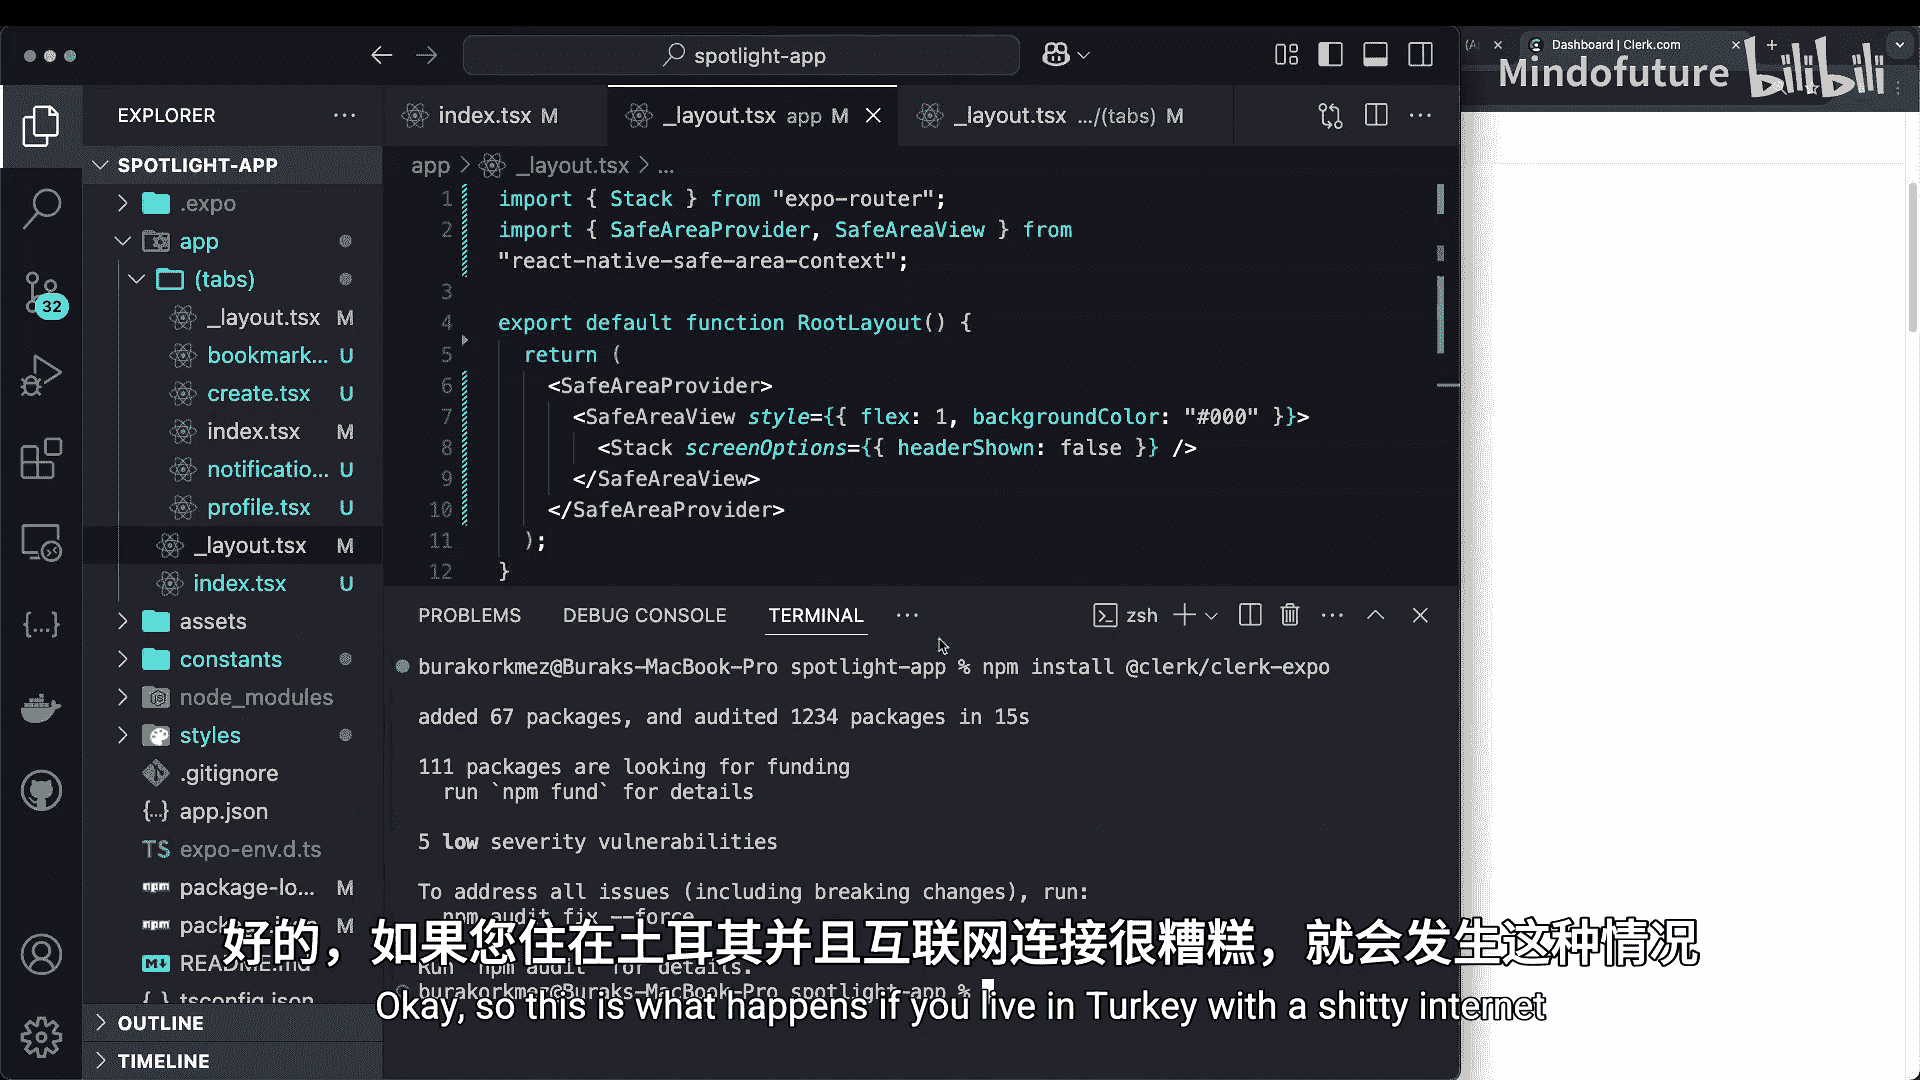 spotlight-app
Dashboard | Clerk.com
Mindofuture bilibili
EXPLORER
index.tsx M
_layout.tsx app M
_layout.tsx .../(tabs) M
SPOTLIGHT-APP
app > _layout.tsx > ...
.expo
app
(tabs)
_layout.tsx M
bookmark... U
create.tsx U
index.tsx M
notificatio... U
profile.tsx U
_layout.tsx M
index.tsx U
assets
constants
node_modules
styles
.gitignore
{..} app.json
TS expo-env.d.ts
package-lo... M
M
README.md
tsconfig.json
OUTLINE
TIMELINE
32
1 import { Stack } from "expo-router";
2 import { SafeAreaProvider, SafeAreaView } from
"react-native-safe-area-context";
3
4 export default function RootLayout() {
5 return (
6 <SafeAreaProvider>
7 <SafeAreaView style={{ flex: 1, backgroundColor: "#000" }}>
8 <Stack screenOptions={{ headerShown: false }} />
9 </SafeAreaView>
10 </SafeAreaProvider>
11 );
12 }
PROBLEMS DEBUG CONSOLE TERMINAL ... zsh
burakorkmez@Buraks-MacBook-Pro spotlight-app % npm install @clerk/clerk-expo
added 67 packages, and audited 1234 packages in 15s
111 packages are looking for funding
run `npm fund` for details
5 low severity vulnerabilities
To address all issues (including breaking changes), run:
npm audit fix --force
Run `npm audit` for details.
burakorkmez@Buraks-MacBook-Pro spotlight-app %
好的，如果您住在土耳其并且互联网连接很糟糕，就会发生这种情况
Okay, so this is what happens if you live in Turkey with a shitty internet